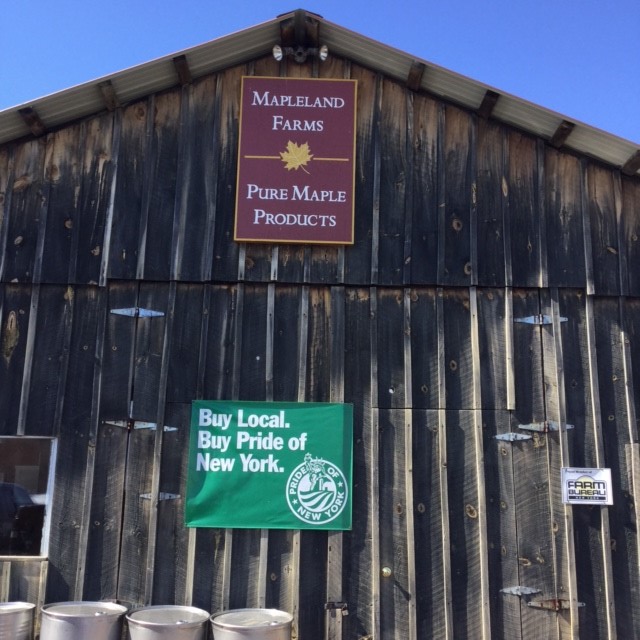 MAPLELAND
FARMS
PURE MAPLE
PRODUCTS
Buy Local.
Buy Pride of
New York.
PRIDE OF
NEW YORK
FARM
BUREAU